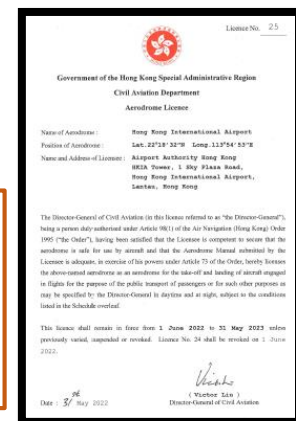 Licence No. 25
Government of the Hong Kong Special Administrative Region
Civil Aviation Department
Aerodrome Licence
Name of Aerodrome : Hong Kong International Airport
Position of Aerodrome : Lat.22°18'32"N Long.113°54'53"E
Name and Address of Licensee : Airport Authority Hong Kong
HKIA Tower, 1 Sky Plaza Road,
Hong Kong International Airport,
Lantau, Hong Kong
The Director-General of Civil Aviation (in this licence referred to as “the Director-General”),
being a person duly authorised under Article 98(1) of the Air Navigation (Hong Kong) Order
1995 (“the Order”), having been satisfied that the Licensee is competent to secure that the
aerodrome is safe for use by aircraft and that the Aerodrome Manual submitted by the
Licensee is adequate, in exercise of his powers under Article 73 of the Order, hereby licenses
the above-named aerodrome as an aerodrome for the take-off and landing of aircraft engaged
in flights for the purpose of the public transport of passengers or for such other purposes as
may be specified by the Director-General in daytime and at night, subject to the conditions
listed in the Schedule overleaf.
This licence shall remain in force from 1 June 2022 to 31 May 2023 unless
previously varied, suspended or revoked. Licence No. 24 shall be revoked on 1 June
2022.
( Victor Liu )
Date : 31st May 2022 Director-General of Civil Aviation